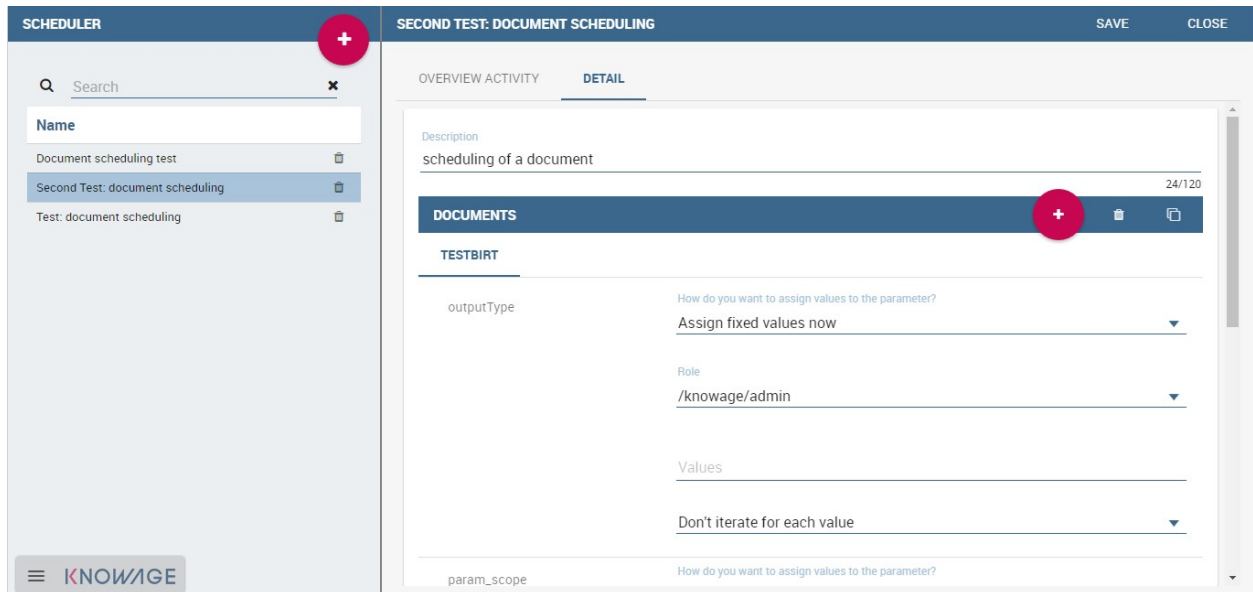 SCHEDULER
+
Search
Name
Document scheduling test
Second Test: document scheduling
Test: document scheduling
KNOWAGE
SECOND TEST: DOCUMENT SCHEDULING
SAVE
CLOSE
OVERVIEW ACTIVITY
DETAIL
Description
scheduling of a document
24/120
DOCUMENTS
+
TESTBIRT
outputType
How do you want to assign values to the parameter?
Assign fixed values now
Role
/knowage/admin
Values
Don't iterate for each value
param_scope
How do you want to assign values to the parameter?